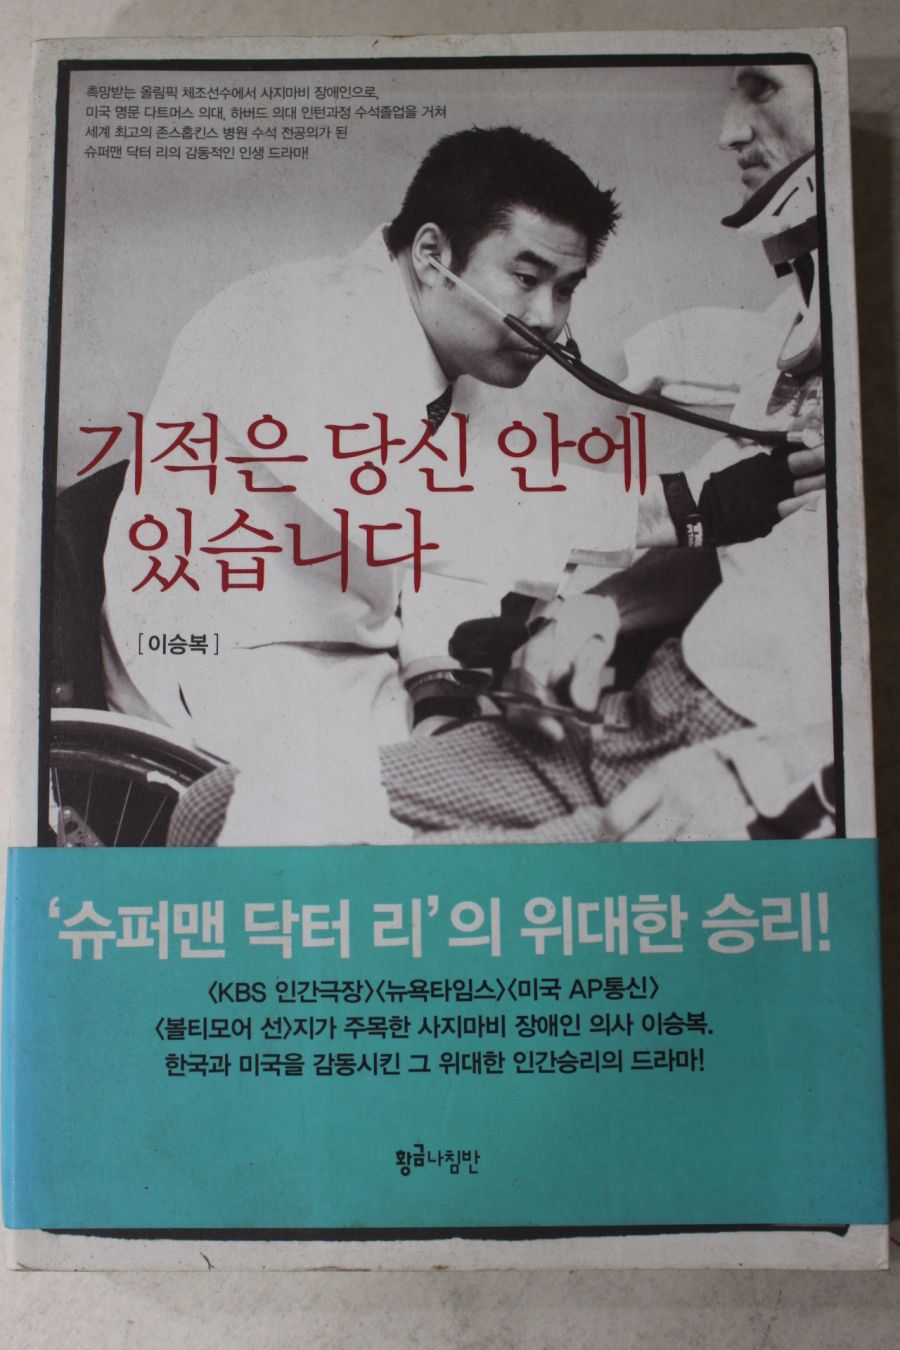 촉망받는 올림픽 체조선수에서 사지마비 장애인으로,
미국 명문 다트머스 의대, 하버드 의대 인턴과정 수석졸업을 거쳐
세계 최고의 존스홉킨스 병원 수석 전공의가 된
슈퍼맨 닥터 리의 감동적인 인생 드라마!
기적은 당신 안에
있습니다
[이승복]
‘슈퍼맨 닥터 리’의 위대한 승리!
〈KBS 인간극장〉〈뉴욕타임스〉〈미국 AP통신〉
〈볼티모어 선〉지가 주목한 사지마비 장애인 의사 이승복.
한국과 미국을 감동시킨 그 위대한 인간승리의 드라마!
황금나침반